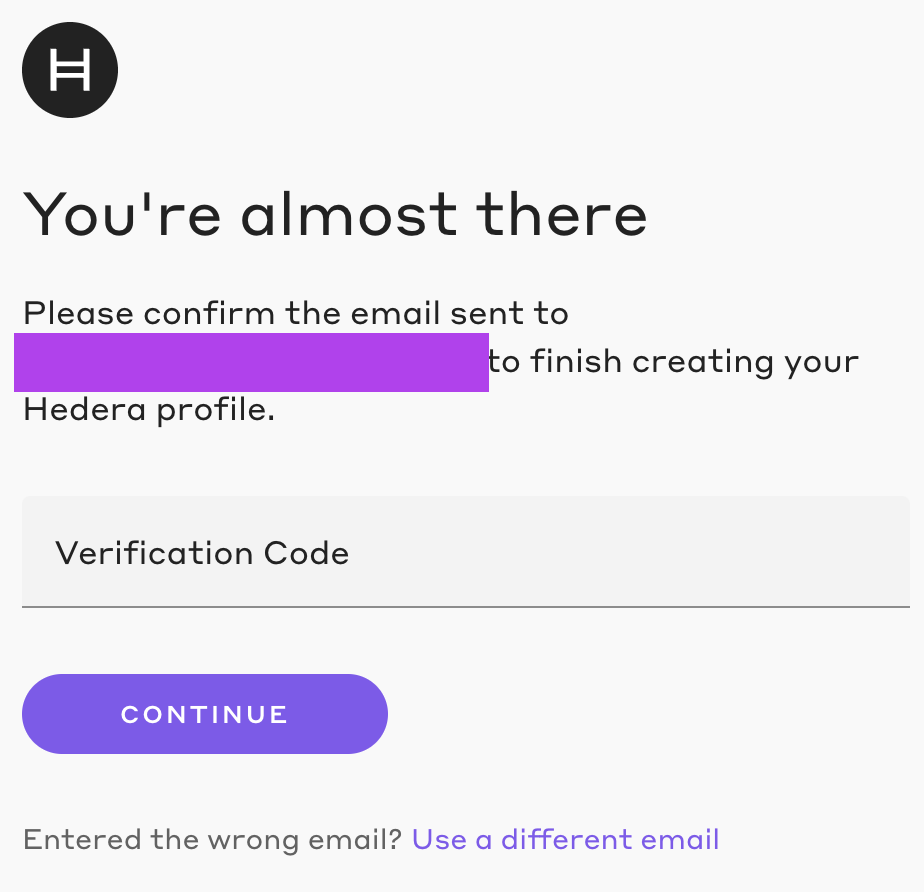 You're almost there
Please confirm the email sent to
to finish creating your
Hedera profile.
Verification Code
CONTINUE
Entered the wrong email? Use a different email